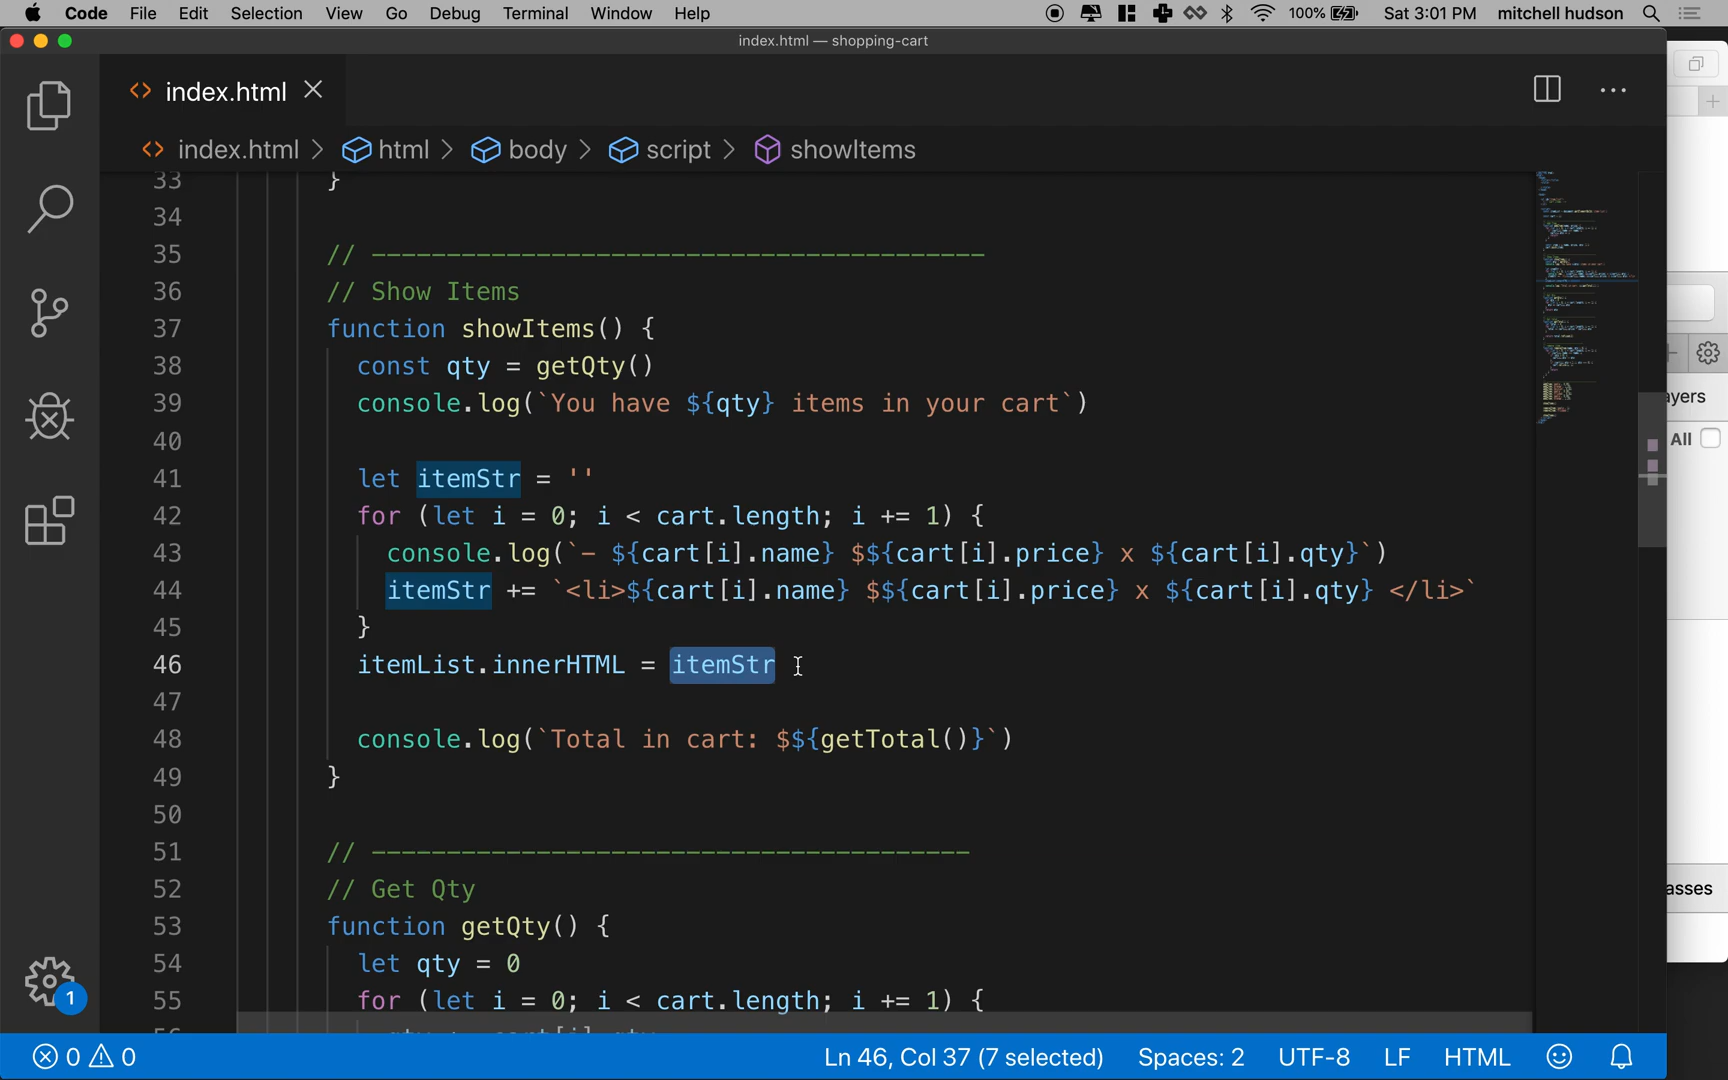 Code File Edit Selection View Go Debug Terminal Window Help 100% Sat 3:01 PM mitchell hudson
index.html — shopping-cart
index.html
index.html > html > body > script > showItems
33 }
34
35 // -----------------------------------------
36 // Show Items
37 function showItems() {
38 const qty = getQty()
39 console.log(`You have ${qty} items in your cart`)
40
41 let itemStr = ''
42 for (let i = 0; i < cart.length; i += 1) {
43 console.log(`- ${cart[i].name} $${cart[i].price} x ${cart[i].qty}`)
44 itemStr += `<li>${cart[i].name} $${cart[i].price} x ${cart[i].qty} </li>`
45 }
46 itemList.innerHTML = itemStr
47
48 console.log(`Total in cart: $${getTotal()}`)
49 }
50
51 // ----------------------------------------
52 // Get Qty
53 function getQty() {
54 let qty = 0
55 for (let i = 0; i < cart.length; i += 1) {
ayers
All
asses
1
0 0 Ln 46, Col 37 (7 selected) Spaces: 2 UTF-8 LF HTML